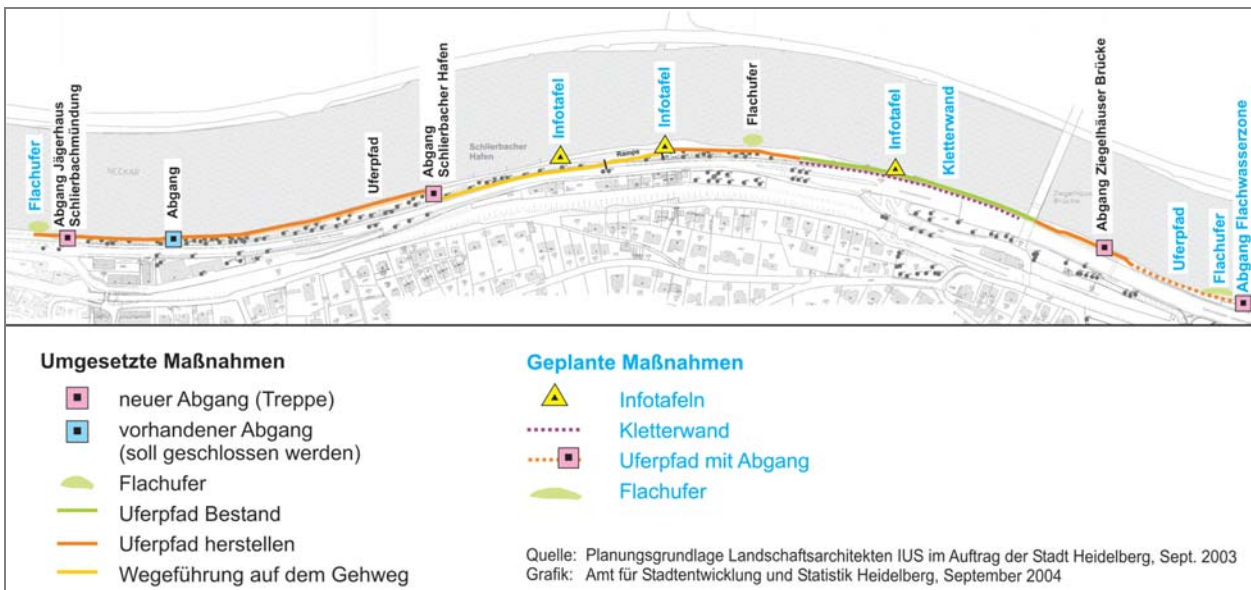 Flachufer
Abgang Jägerhaus
Schlierbachmündung
NECKAR
Abgang
Uferpfad
Abgang
Schlierbacher Hafen
Schlierbacher
Hafen
Infotafel
Rampe
Infotafel
Flachufer
Infotafel
Kletterwand
Ziegelhäuser
Brücke
Abgang Ziegelhäuser Brücke
Uferpfad
Flachufer
Abgang Flachwasserzone
Umgesetzte Maßnahmen
neuer Abgang (Treppe)
vorhandener Abgang
(soll geschlossen werden)
Flachufer
Uferpfad Bestand
Uferpfad herstellen
Wegeführung auf dem Gehweg
Geplante Maßnahmen
Infotafeln
Kletterwand
Uferpfad mit Abgang
Flachufer
Quelle: Planungsgrundlage Landschaftsarchitekten IUS im Auftrag der Stadt Heidelberg, Sept. 2003
Grafik: Amt für Stadtentwicklung und Statistik Heidelberg, September 2004